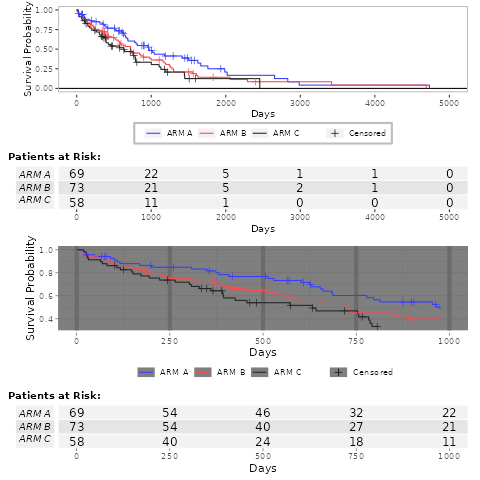 Survival Probability
1.00
0.75
0.50
0.25
0.00
0 1000 2000 3000 4000 5000
Days
ARM A ARM B ARM C Censored
Patients at Risk:
ARM A 69 22 5 1 1 0
ARM B 73 21 5 2 1 0
ARM C 58 11 1 0 0 0
0 1000 2000 3000 4000 5000
Days
Survival Probability
1.0
0.8
0.6
0.4
0 250 500 750 1000
Days
ARM A ARM B ARM C Censored
Patients at Risk:
ARM A 69 54 46 32 22
ARM B 73 54 40 27 21
ARM C 58 40 24 18 11
0 250 500 750 1000
Days